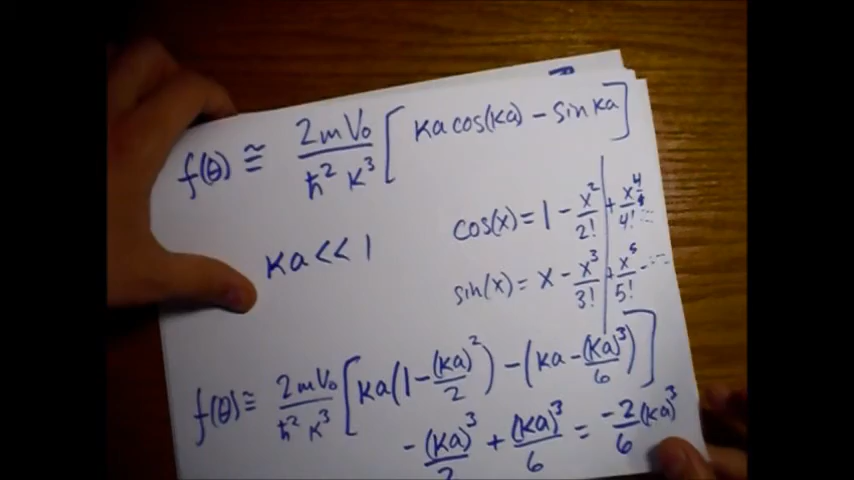 f(θ) ≅ 2mV₀/ħ²K³ [ Ka cos(Ka) − sin Ka ]
cos(x) = 1 − x²/2! + x⁴/4! ...
Ka << 1
sin(x) = x − x³/3! + x⁵/5! − ...
f(θ) ≅ 2mV₀/ħ²K³ [ Ka(1 − (Ka)²/2) − (Ka − (Ka)³/6) ]
−(Ka)³/2 + (Ka)³/6 = −2/6 (Ka)³